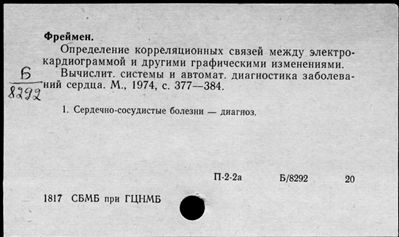 Фреймен.
Определение корреляционных связей между электро-
кардиограммой и другими графическими изменениями.
Вычислит. системы и автомат. диагностика заболева-
ний сердца. М., 1974, с. 377—384.
Б
8292
1. Сердечно-сосудистые болезни — диагноз.
П-2-2а Б/8292 20
1817 СБМБ при ГЦНМБ